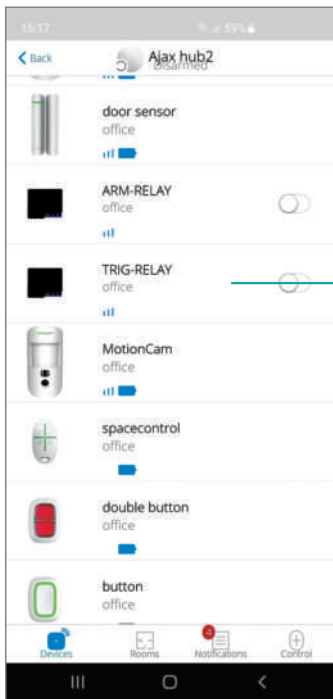 15:17
59%
Back
Ajax hub2
Disarmed
door sensor
office
ARM-RELAY
office
TRIG-RELAY
office
MotionCam
office
spacecontrol
office
double button
office
button
office
4
Devices
Rooms
Notifications
Control